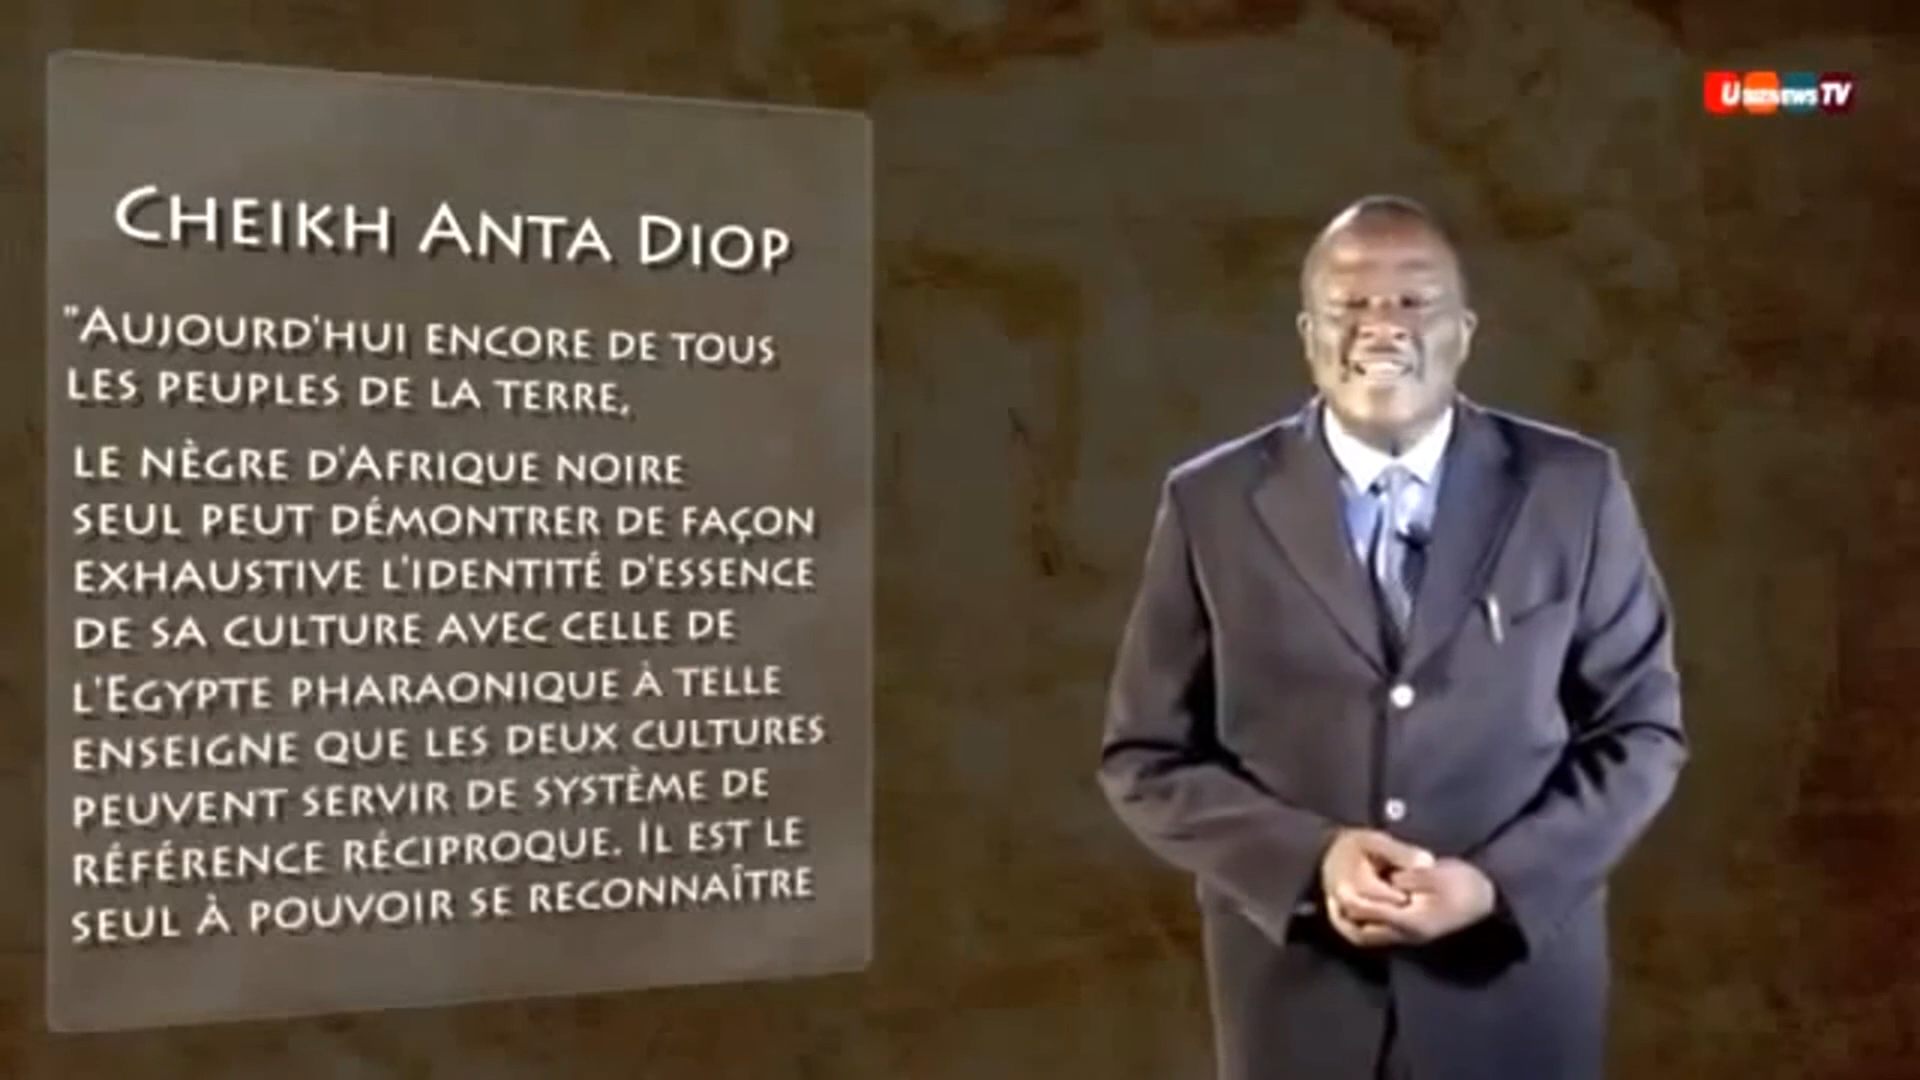 CHEIKH ANTA DIOP
"AUJOURD'HUI ENCORE DE TOUS
LES PEUPLES DE LA TERRE,
LE NÈGRE D'AFRIQUE NOIRE
SEUL PEUT DÉMONTRER DE FAÇON
EXHAUSTIVE L'IDENTITÉ D'ESSENCE
DE SA CULTURE AVEC CELLE DE
L'EGYPTE PHARAONIQUE À TELLE
ENSEIGNE QUE LES DEUX CULTURES
PEUVENT SERVIR DE SYSTÈME DE
RÉFÉRENCE RÉCIPROQUE. IL EST LE
SEUL À POUVOIR SE RECONNAÎTRE
TV